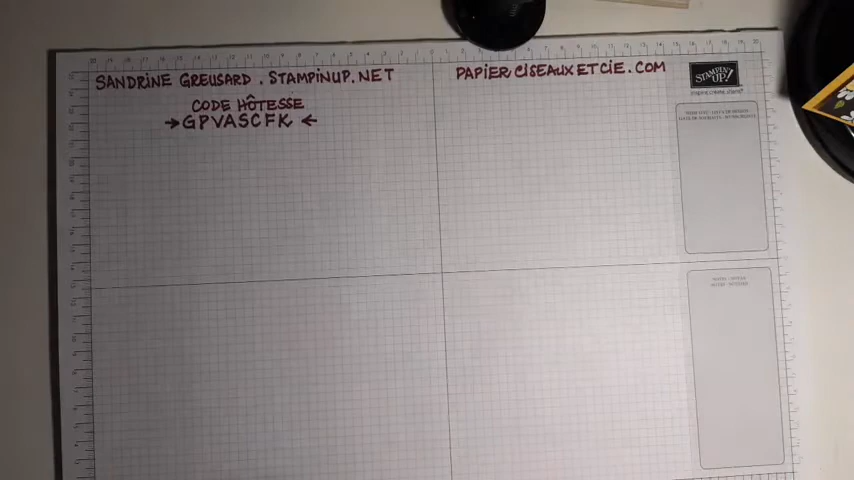 SANDRINE GREUSARD . STAMPINUP. NET
PAPIERCISEAUXETCIE. COM
CODE HÔTESSE
→ GPVASCFK ←
STAMPIN' UP!